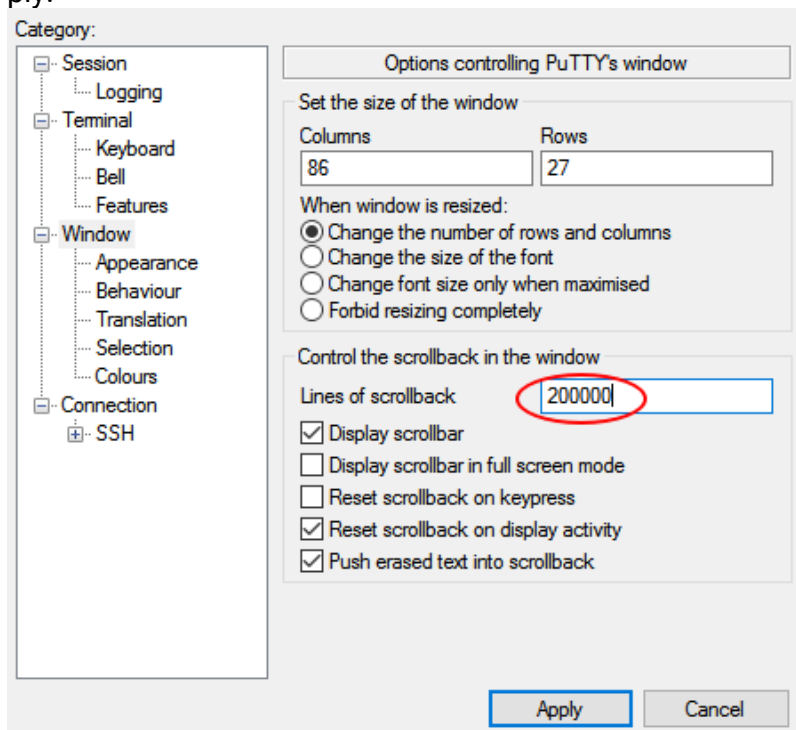 ply.
Category:
Session
Logging
Terminal
Keyboard
Bell
Features
Window
Appearance
Behaviour
Translation
Selection
Colours
Connection
SSH
Options controlling PuTTY's window
Set the size of the window
Columns Rows
86 27
When window is resized:
Change the number of rows and columns
Change the size of the font
Change font size only when maximised
Forbid resizing completely
Control the scrollback in the window
Lines of scrollback 200000
Display scrollbar
Display scrollbar in full screen mode
Reset scrollback on keypress
Reset scrollback on display activity
Push erased text into scrollback
Apply Cancel